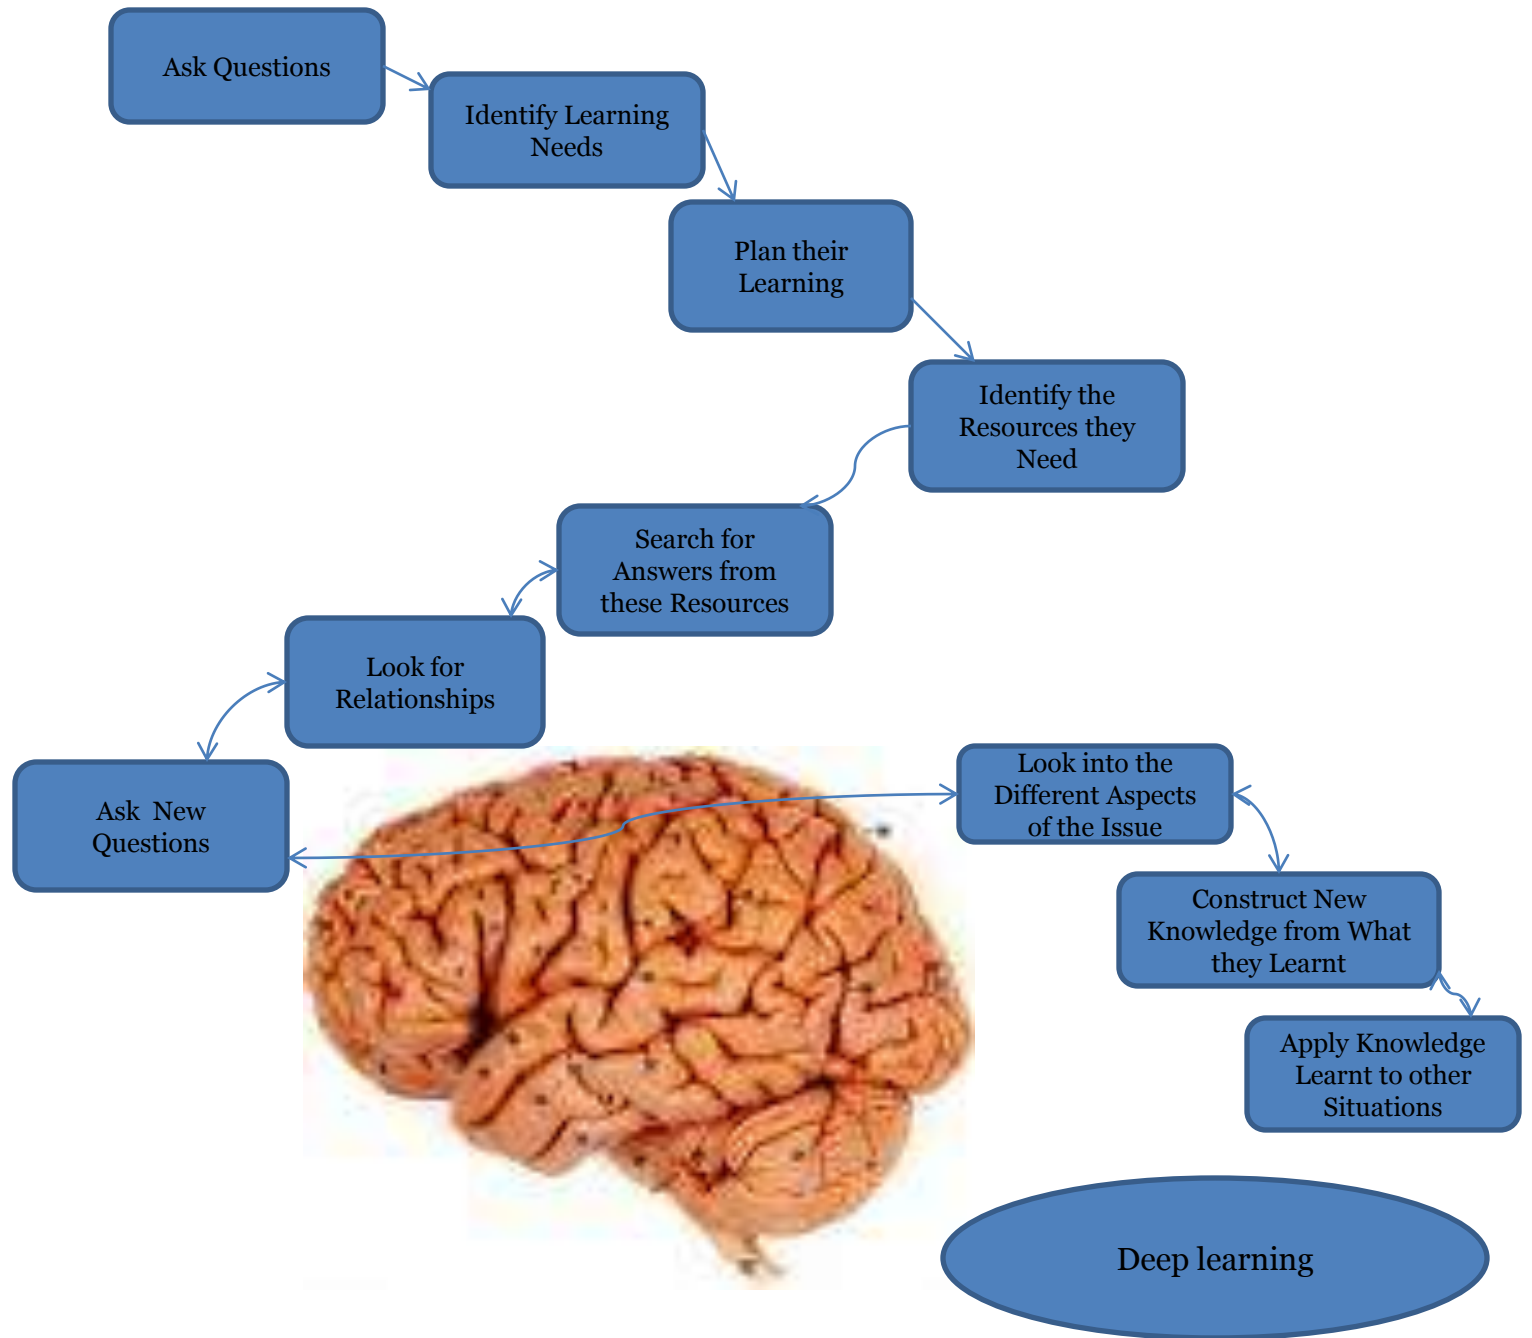 Ask Questions
Identify Learning
Needs
Plan their
Learning
Identify the
Resources they
Need
Search for
Answers from
these Resources
Look for
Relationships
Ask New
Questions
Look into the
Different Aspects
of the Issue
Construct New
Knowledge from What
they Learnt
Apply Knowledge
Learnt to other
Situations
Deep learning